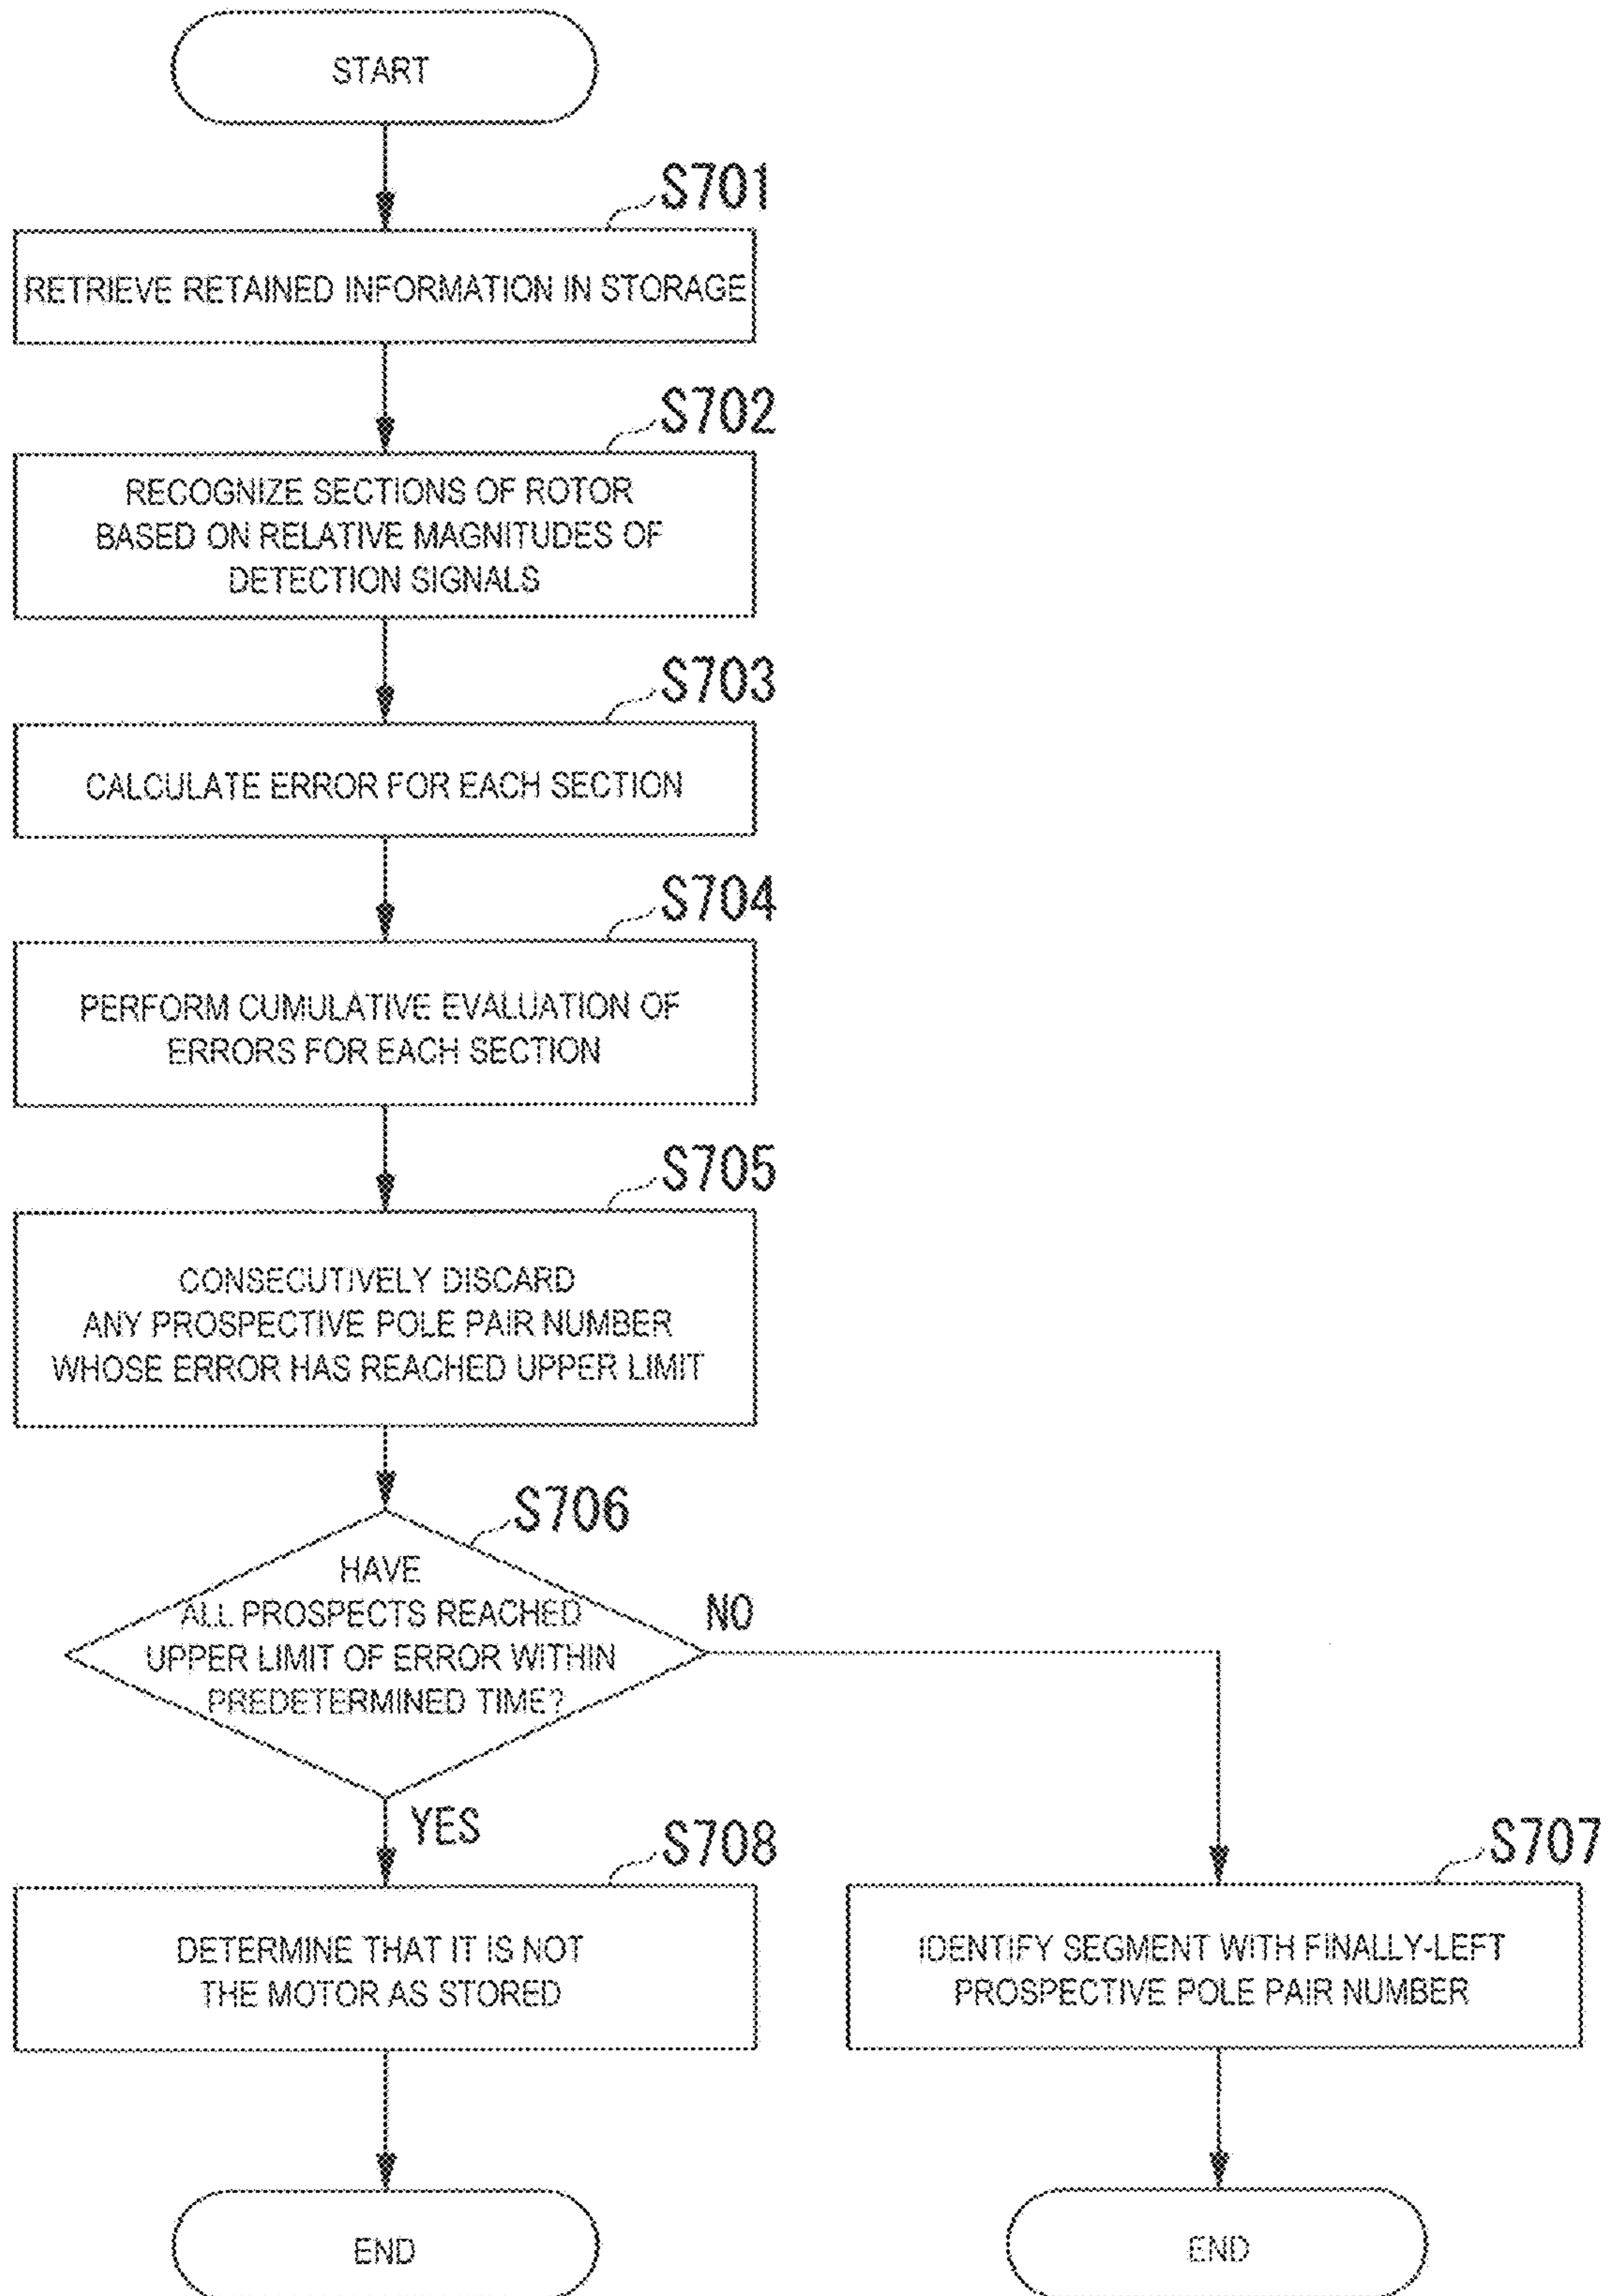 START
S701
RETRIEVE RETAINED INFORMATION IN STORAGE
S702
RECOGNIZE SECTIONS OF ROTOR
BASED ON RELATIVE MAGNITUDES OF
DETECTION SIGNALS
S703
CALCULATE ERROR FOR EACH SECTION
S704
PERFORM CUMULATIVE EVALUATION OF
ERRORS FOR EACH SECTION
S705
CONSECUTIVELY DISCARD
ANY PROSPECTIVE POLE PAIR NUMBER
WHOSE ERROR HAS REACHED UPPER LIMIT
S706
HAVE
ALL PROSPECTS REACHED
UPPER LIMIT OF ERROR WITHIN
PREDETERMINED TIME?
NO
YES
S708
DETERMINE THAT IT IS NOT
THE MOTOR AS STORED
S707
IDENTIFY SEGMENT WITH FINALLY-LEFT
PROSPECTIVE POLE PAIR NUMBER
END
END